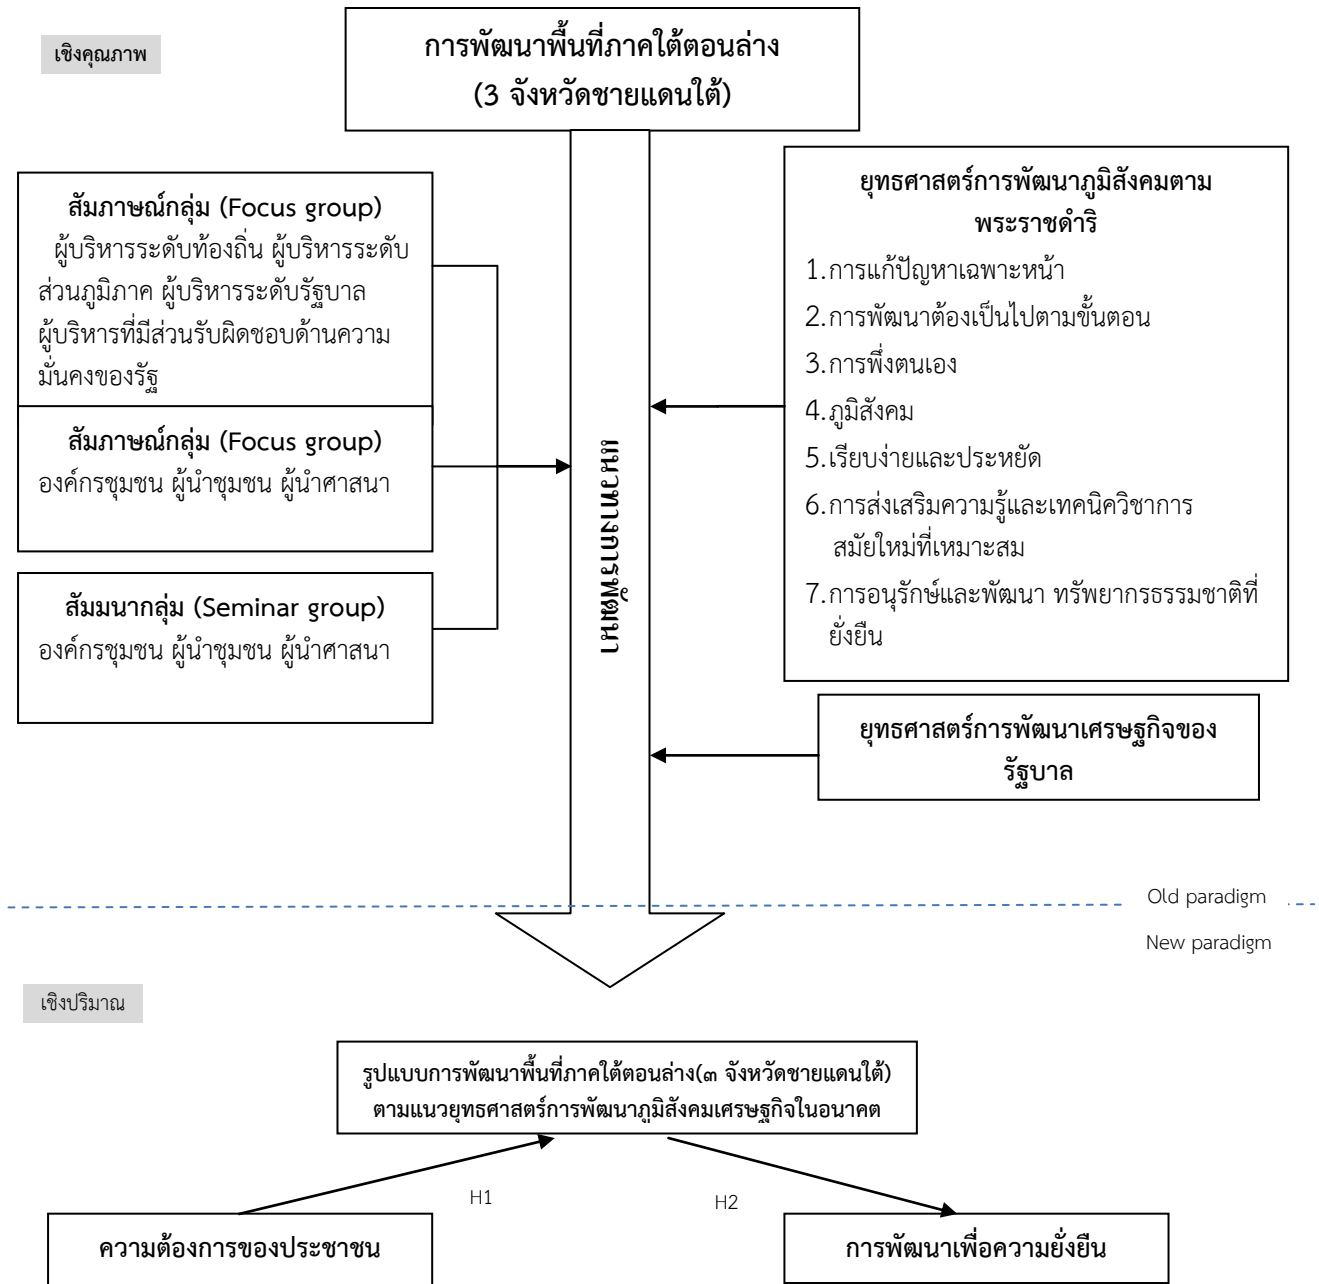 เชิงคุณภาพ
การพัฒนาพื้นที่ภาคใต้ตอนล่าง
(3 จังหวัดชายแดนใต้)
สัมภาษณ์กลุ่ม (Focus group)
ผู้บริหารระดับท้องถิ่น ผู้บริหารระดับ
ส่วนภูมิภาค ผู้บริหารระดับรัฐบาล
ผู้บริหารที่มีส่วนรับผิดชอบด้านความ
มั่นคงของรัฐ
สัมภาษณ์กลุ่ม (Focus group)
องค์กรชุมชน ผู้นำชุมชน ผู้นำศาสนา
สัมมนากลุ่ม (Seminar group)
องค์กรชุมชน ผู้นำชุมชน ผู้นำศาสนา
แนวทางการพัฒนา
ยุทธศาสตร์การพัฒนาภูมิสังคมตาม
พระราชดำริ
1.การแก้ปัญหาเฉพาะหน้า
2.การพัฒนาต้องเป็นไปตามขั้นตอน
3.การพึ่งตนเอง
4.ภูมิสังคม
5.เรียบง่ายและประหยัด
6.การส่งเสริมความรู้และเทคนิควิชาการ
สมัยใหม่ที่เหมาะสม
7.การอนุรักษ์และพัฒนา ทรัพยากรธรรมชาติที่
ยั่งยืน
ยุทธศาสตร์การพัฒนาเศรษฐกิจของ
รัฐบาล
Old paradigm
New paradigm
เชิงปริมาณ
รูปแบบการพัฒนาพื้นที่ภาคใต้ตอนล่าง(๓ จังหวัดชายแดนใต้)
ตามแนวยุทธศาสตร์การพัฒนาภูมิสังคมเศรษฐกิจในอนาคต
H1
H2
ความต้องการของประชาชน
การพัฒนาเพื่อความยั่งยืน